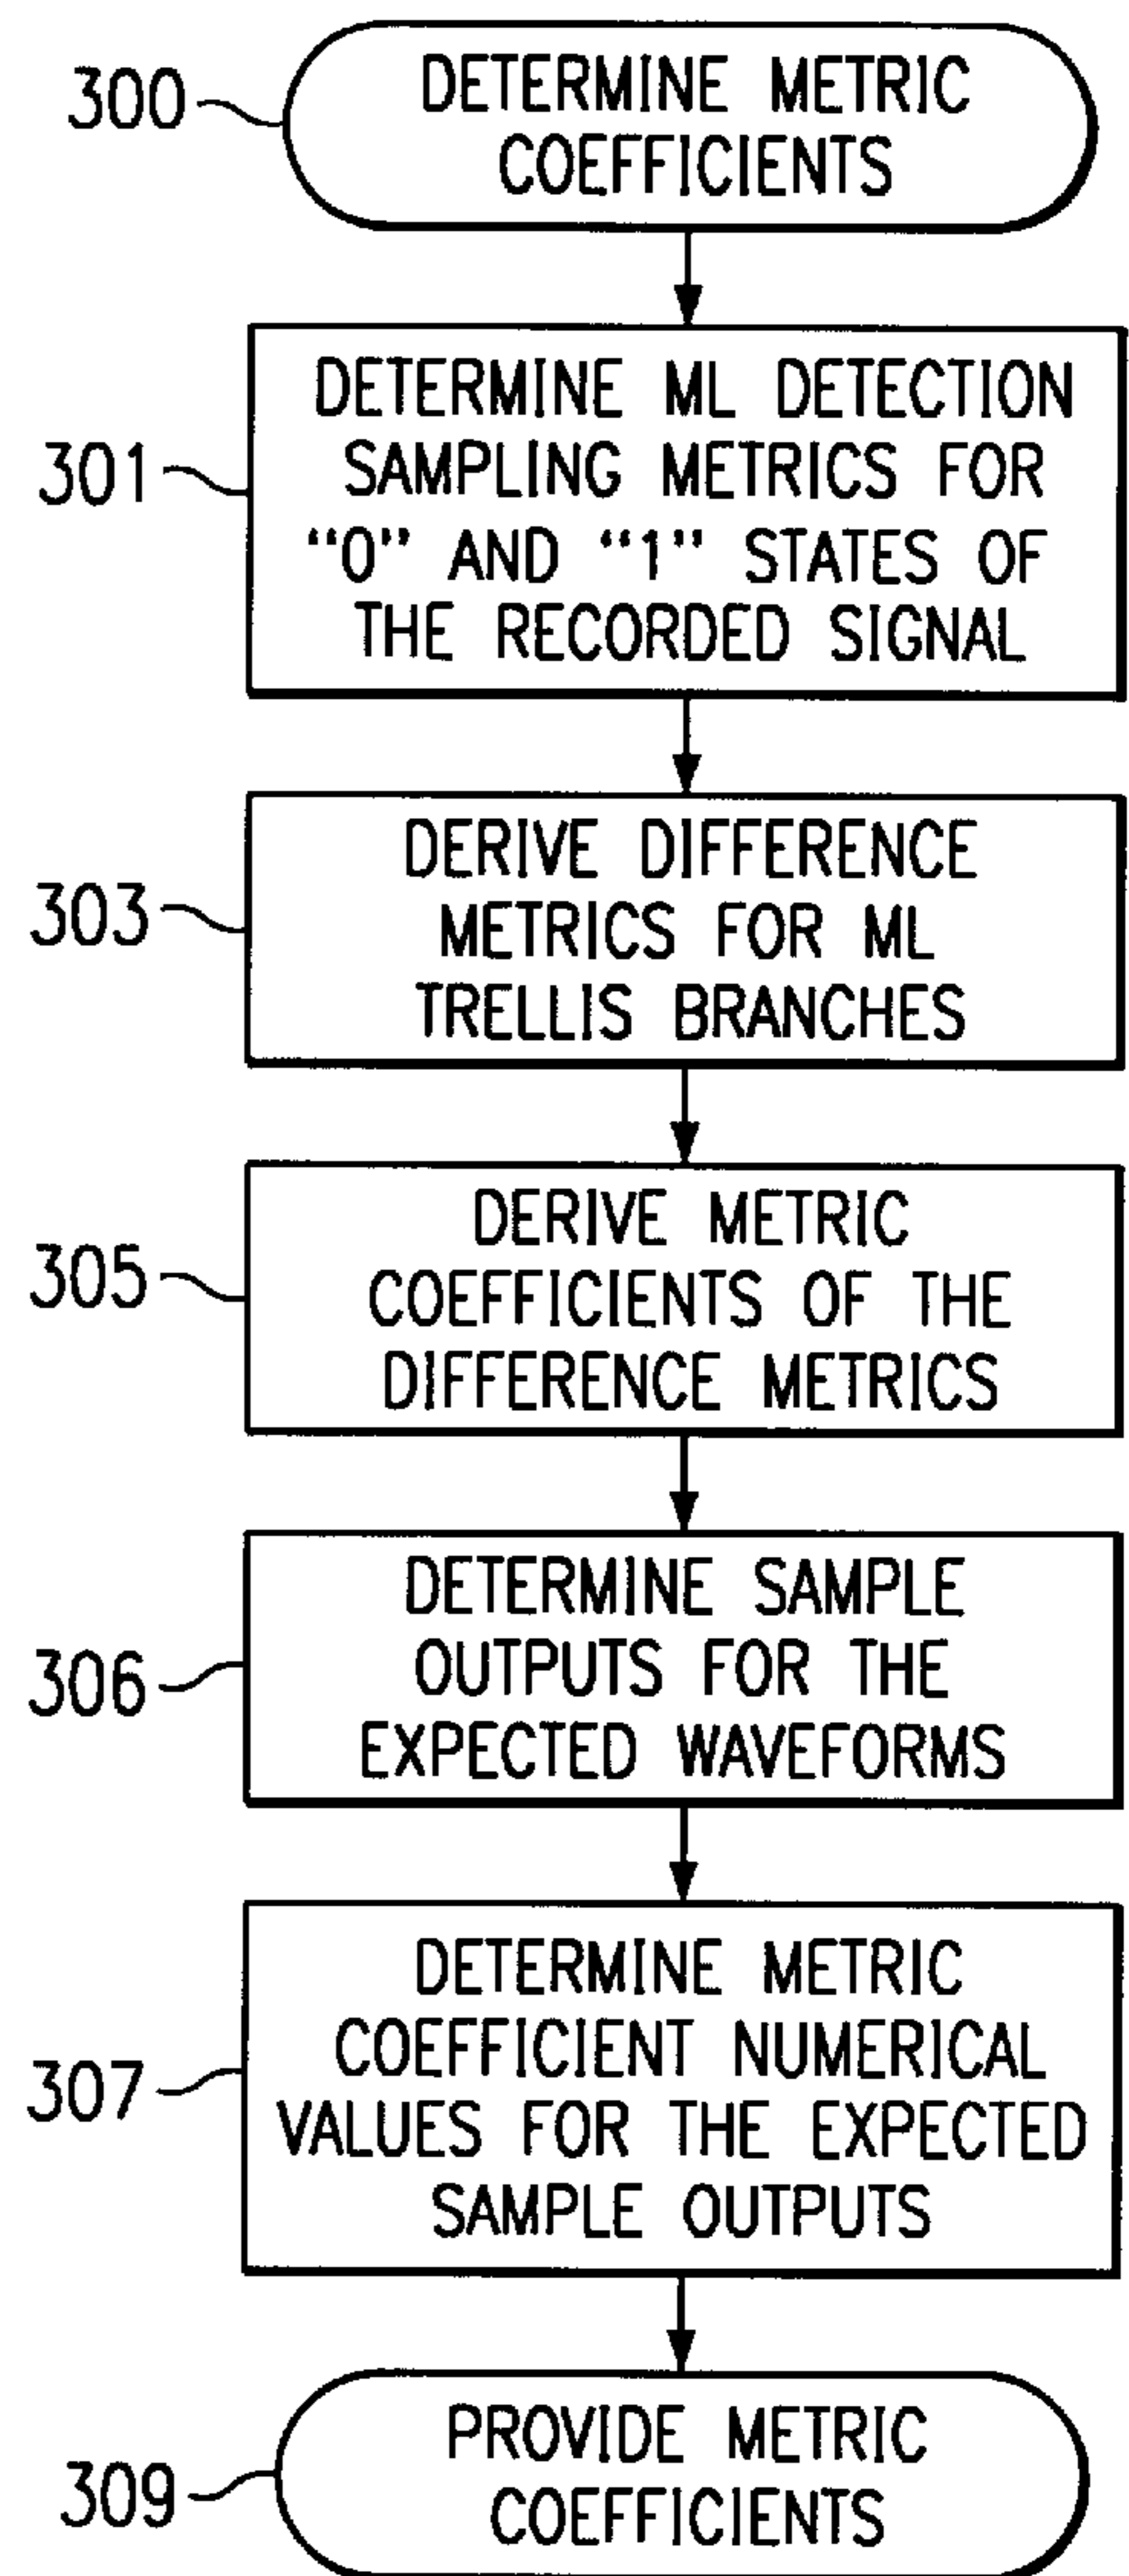 300
DETERMINE METRIC
COEFFICIENTS
301
DETERMINE ML DETECTION
SAMPLING METRICS FOR
“0” AND “1” STATES OF
THE RECORDED SIGNAL
303
DERIVE DIFFERENCE
METRICS FOR ML
TRELLIS BRANCHES
305
DERIVE METRIC
COEFFICIENTS OF THE
DIFFERENCE METRICS
306
DETERMINE SAMPLE
OUTPUTS FOR THE
EXPECTED WAVEFORMS
307
DETERMINE METRIC
COEFFICIENT NUMERICAL
VALUES FOR THE EXPECTED
SAMPLE OUTPUTS
309
PROVIDE METRIC
COEFFICIENTS